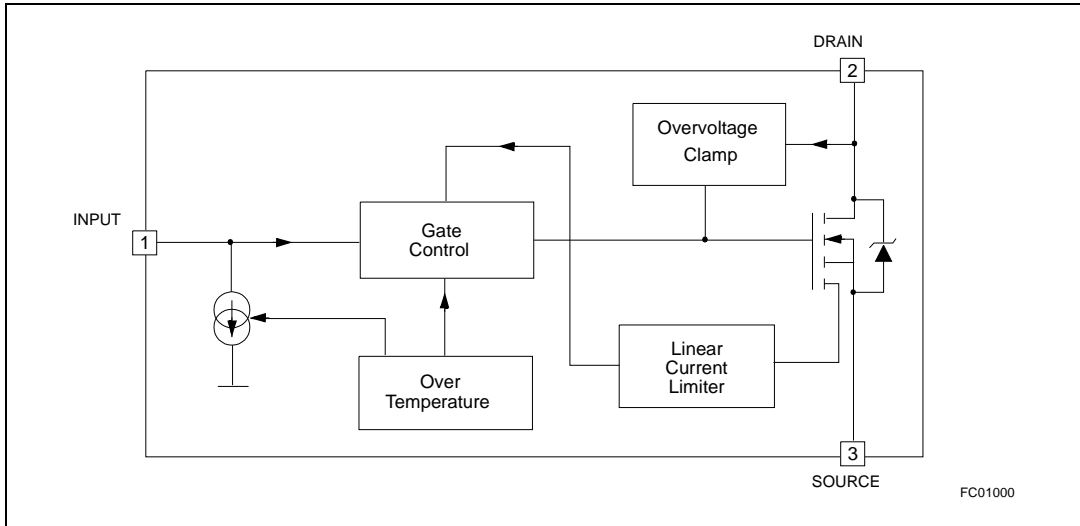 DRAIN
2
Overvoltage
Clamp
INPUT
1
Gate
Control
Linear
Current
Limiter
Over
Temperature
3
SOURCE
FC01000